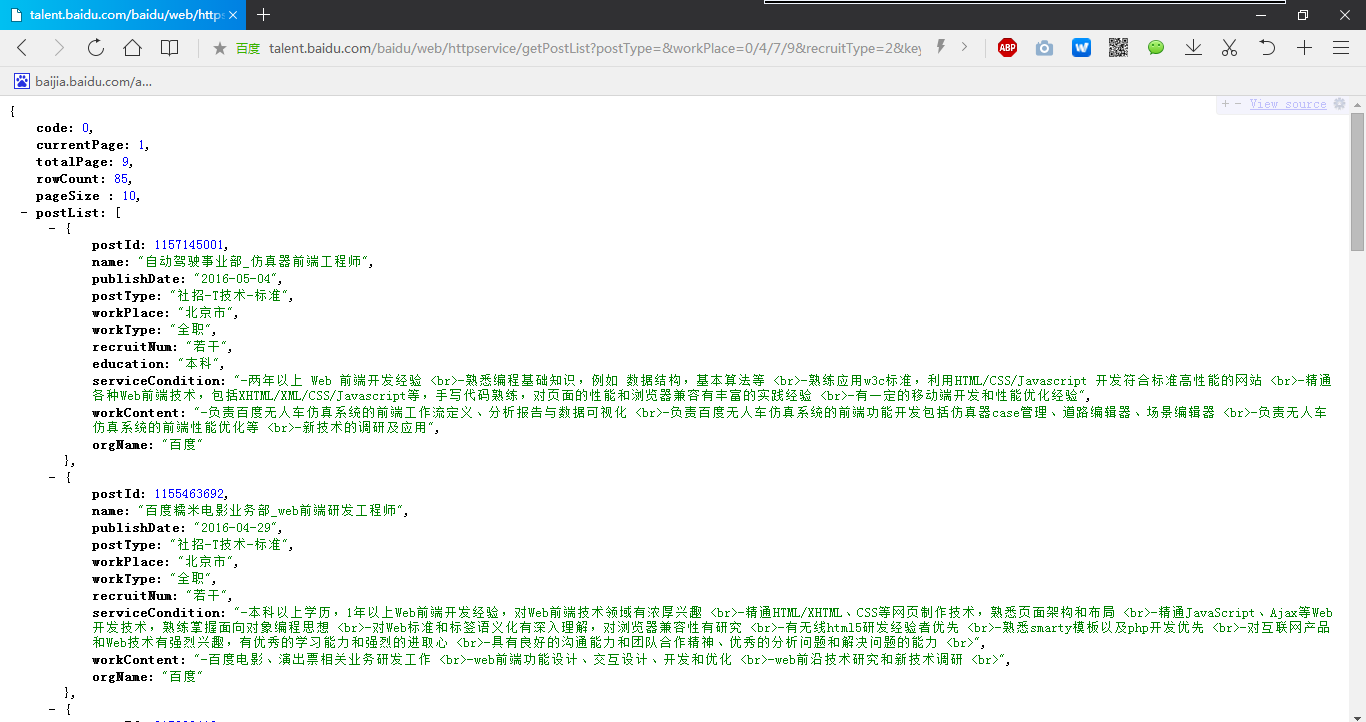 talent.baidu.com/baidu/web/https
百度 talent.baidu.com/baidu/web/httpservice/getPostList?postType=&workPlace=0/4/7/9&recruitType=2&key
ABP
W
baijia.baidu.com/a...
+ - View source
{
code: 0,
currentPage: 1,
totalPage: 9,
rowCount: 85,
pageSize : 10,
- postList: [
- {
postId: 1157145001,
name: "自动驾驶事业部_仿真器前端工程师",
publishDate: "2016-05-04",
postType: "社招-T技术-标准",
workPlace: "北京市",
workType: "全职",
recruitNum: "若干",
education: "本科",
serviceCondition: "-两年以上 Web 前端开发经验 <br>-熟悉编程基础知识，例如 数据结构，基本算法等 <br>-熟练应用w3c标准，利用HTML/CSS/Javascript 开发符合标准高性能的网站 <br>-精通
各种Web前端技术，包括XHTML/XML/CSS/Javascript等，手写代码熟练，对页面的性能和浏览器兼容有丰富的实践经验 <br>-有一定的移动端开发和性能优化经验",
workContent: "-负责百度无人车仿真系统的前端工作流定义、分析报告与数据可视化 <br>-负责百度无人车仿真系统的前端功能开发包括仿真器case管理、道路编辑器、场景编辑器 <br>-负责无人车
仿真系统的前端性能优化等 <br>-新技术的调研及应用",
orgName: "百度"
},
- {
postId: 1155463692,
name: "百度糯米电影业务部_web前端研发工程师",
publishDate: "2016-04-29",
postType: "社招-T技术-标准",
workPlace: "北京市",
workType: "全职",
recruitNum: "若干",
serviceCondition: "-本科以上学历，1年以上Web前端开发经验，对Web前端技术领域有浓厚兴趣 <br>-精通HTML/XHTML、CSS等网页制作技术，熟悉页面架构和布局 <br>-精通JavaScript、Ajax等Web
开发技术，熟练掌握面向对象编程思想 <br>-对Web标准和标签语义化有深入理解，对浏览器兼容性有研究 <br>-有无线html5研发经验者优先 <br>-熟悉smarty模板以及php开发优先 <br>-对互联网产品
和Web技术有强烈兴趣，有优秀的学习能力和强烈的进取心 <br>-具有良好的沟通能力和团队合作精神、优秀的分析问题和解决问题的能力 <br>",
workContent: "-百度电影、演出票相关业务研发工作 <br>-web前端功能设计、交互设计、开发和优化 <br>-web前沿技术研究和新技术调研 <br>",
orgName: "百度"
},
- {